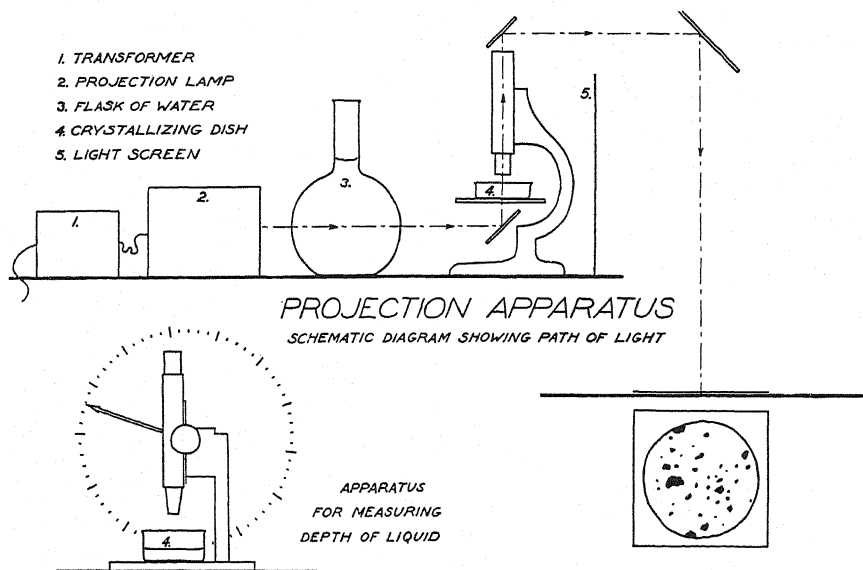 1. TRANSFORMER
2. PROJECTION LAMP
3. FLASK OF WATER
4. CRYSTALLIZING DISH
5. LIGHT SCREEN
1.
2.
3.
4.
5.
PROJECTION APPARATUS
SCHEMATIC DIAGRAM SHOWING PATH OF LIGHT
APPARATUS
FOR MEASURING
DEPTH OF LIQUID
4.